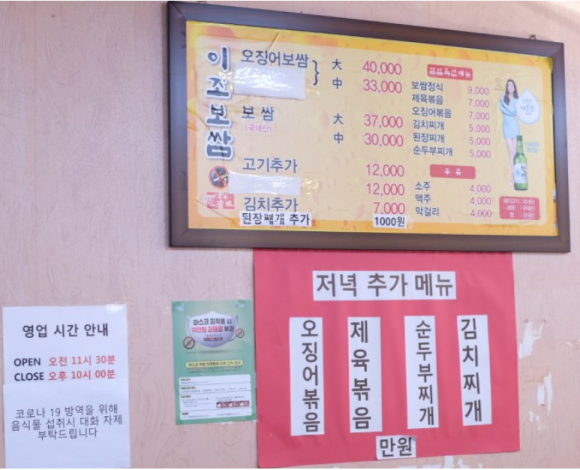 이조보쌈
금연
오징어보쌈 大 40,000
中 33,000
보쌈 大 37,000
(국내산) 中 30,000
고기추가 12,000
12,000
김치추가 7,000
된장찌개 추가 1000원
보쌈정식 9,000
제육볶음 7,000
오징어볶음 7,000
김치찌개 5,000
된장찌개 5,000
순두부찌개 5,000
소주 4,000
맥주 4,000
막걸리 4,000
저녁 추가 메뉴
오징어볶음
제육볶음
순두부찌개
김치찌개
만원
영업 시간 안내
OPEN 오전 11시 30분
CLOSE 오후 10시 00분
코로나 19 방역을 위해
음식물 섭취시 대화 자제
부탁드립니다
마스크 미착용 시